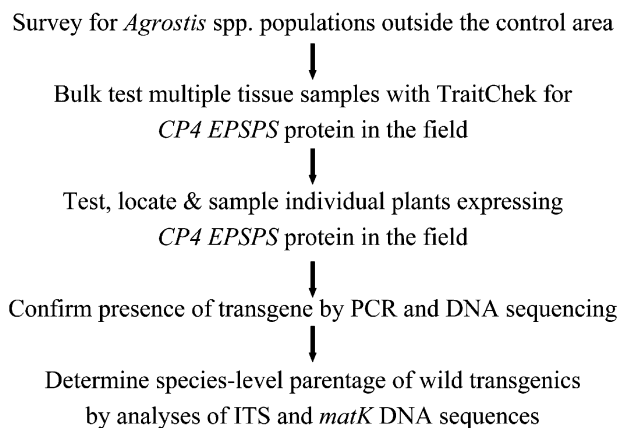 Survey for Agrostis spp. populations outside the control area
Bulk test multiple tissue samples with TraitChek for
CP4 EPSPS protein in the field
Test, locate & sample individual plants expressing
CP4 EPSPS protein in the field
Confirm presence of transgene by PCR and DNA sequencing
Determine species-level parentage of wild transgenics
by analyses of ITS and matK DNA sequences